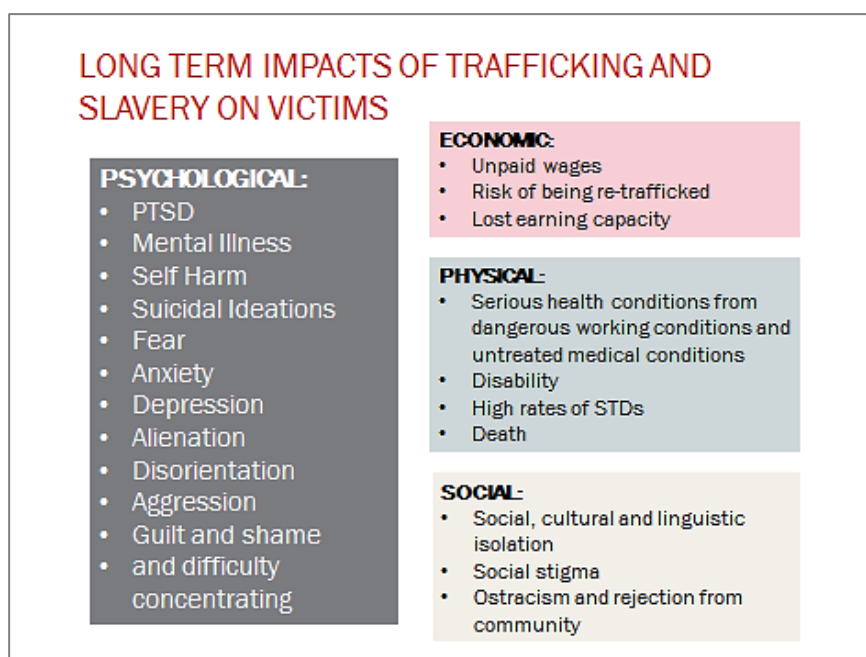 LONG TERM IMPACTS OF TRAFFICKING AND
SLAVERY ON VICTIMS
PSYCHOLOGICAL:
• PTSD
• Mental Illness
• Self Harm
• Suicidal Ideations
• Fear
• Anxiety
• Depression
• Alienation
• Disorientation
• Aggression
• Guilt and shame
• and difficulty
concentrating
ECONOMIC:
• Unpaid wages
• Risk of being re-trafficked
• Lost earning capacity
PHYSICAL:
• Serious health conditions from
dangerous working conditions and
untreated medical conditions
• Disability
• High rates of STDs
• Death
SOCIAL:
• Social, cultural and linguistic
isolation
• Social stigma
• Ostracism and rejection from
community